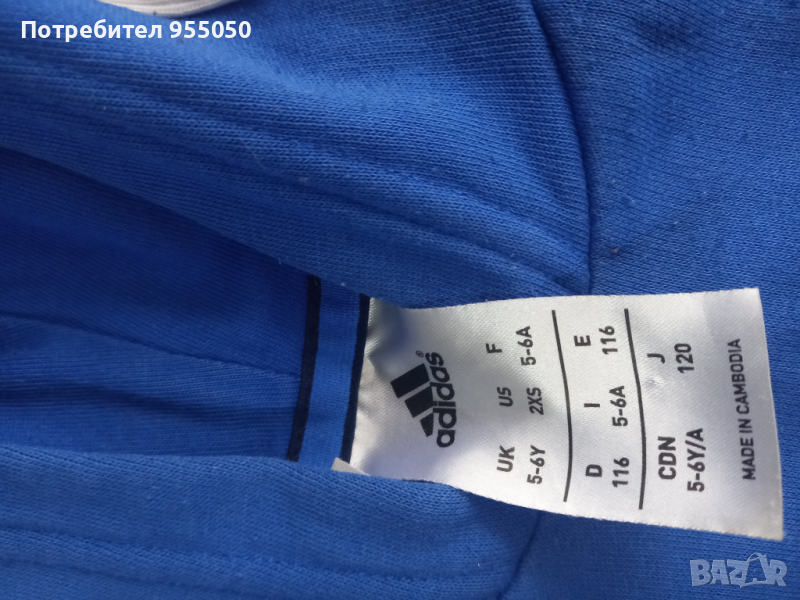 Потребител 955050
adidas®
UK US F
5-6Y 2XS 5-6A
D I E
116 5-6A 116
CDN J
5-6Y/A 120
MADE IN CAMBODIA
BAZAR